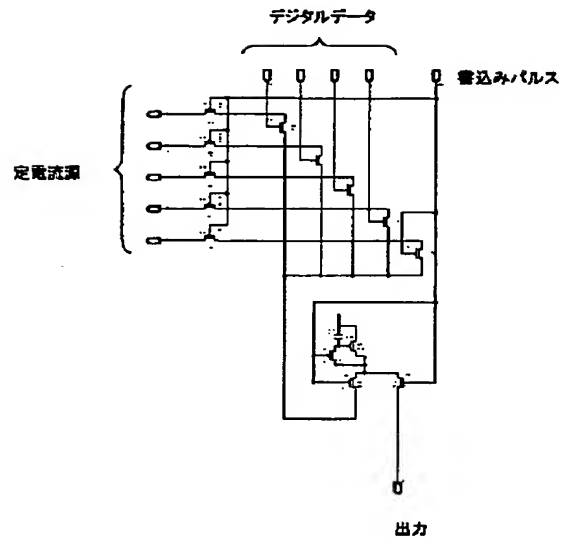 デジタルデータ
書込みパルス
定電流源
出力